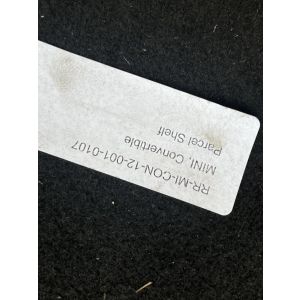 RR-MI-CON-12-001-0107
MINI, Convertible
Parcel Shelf